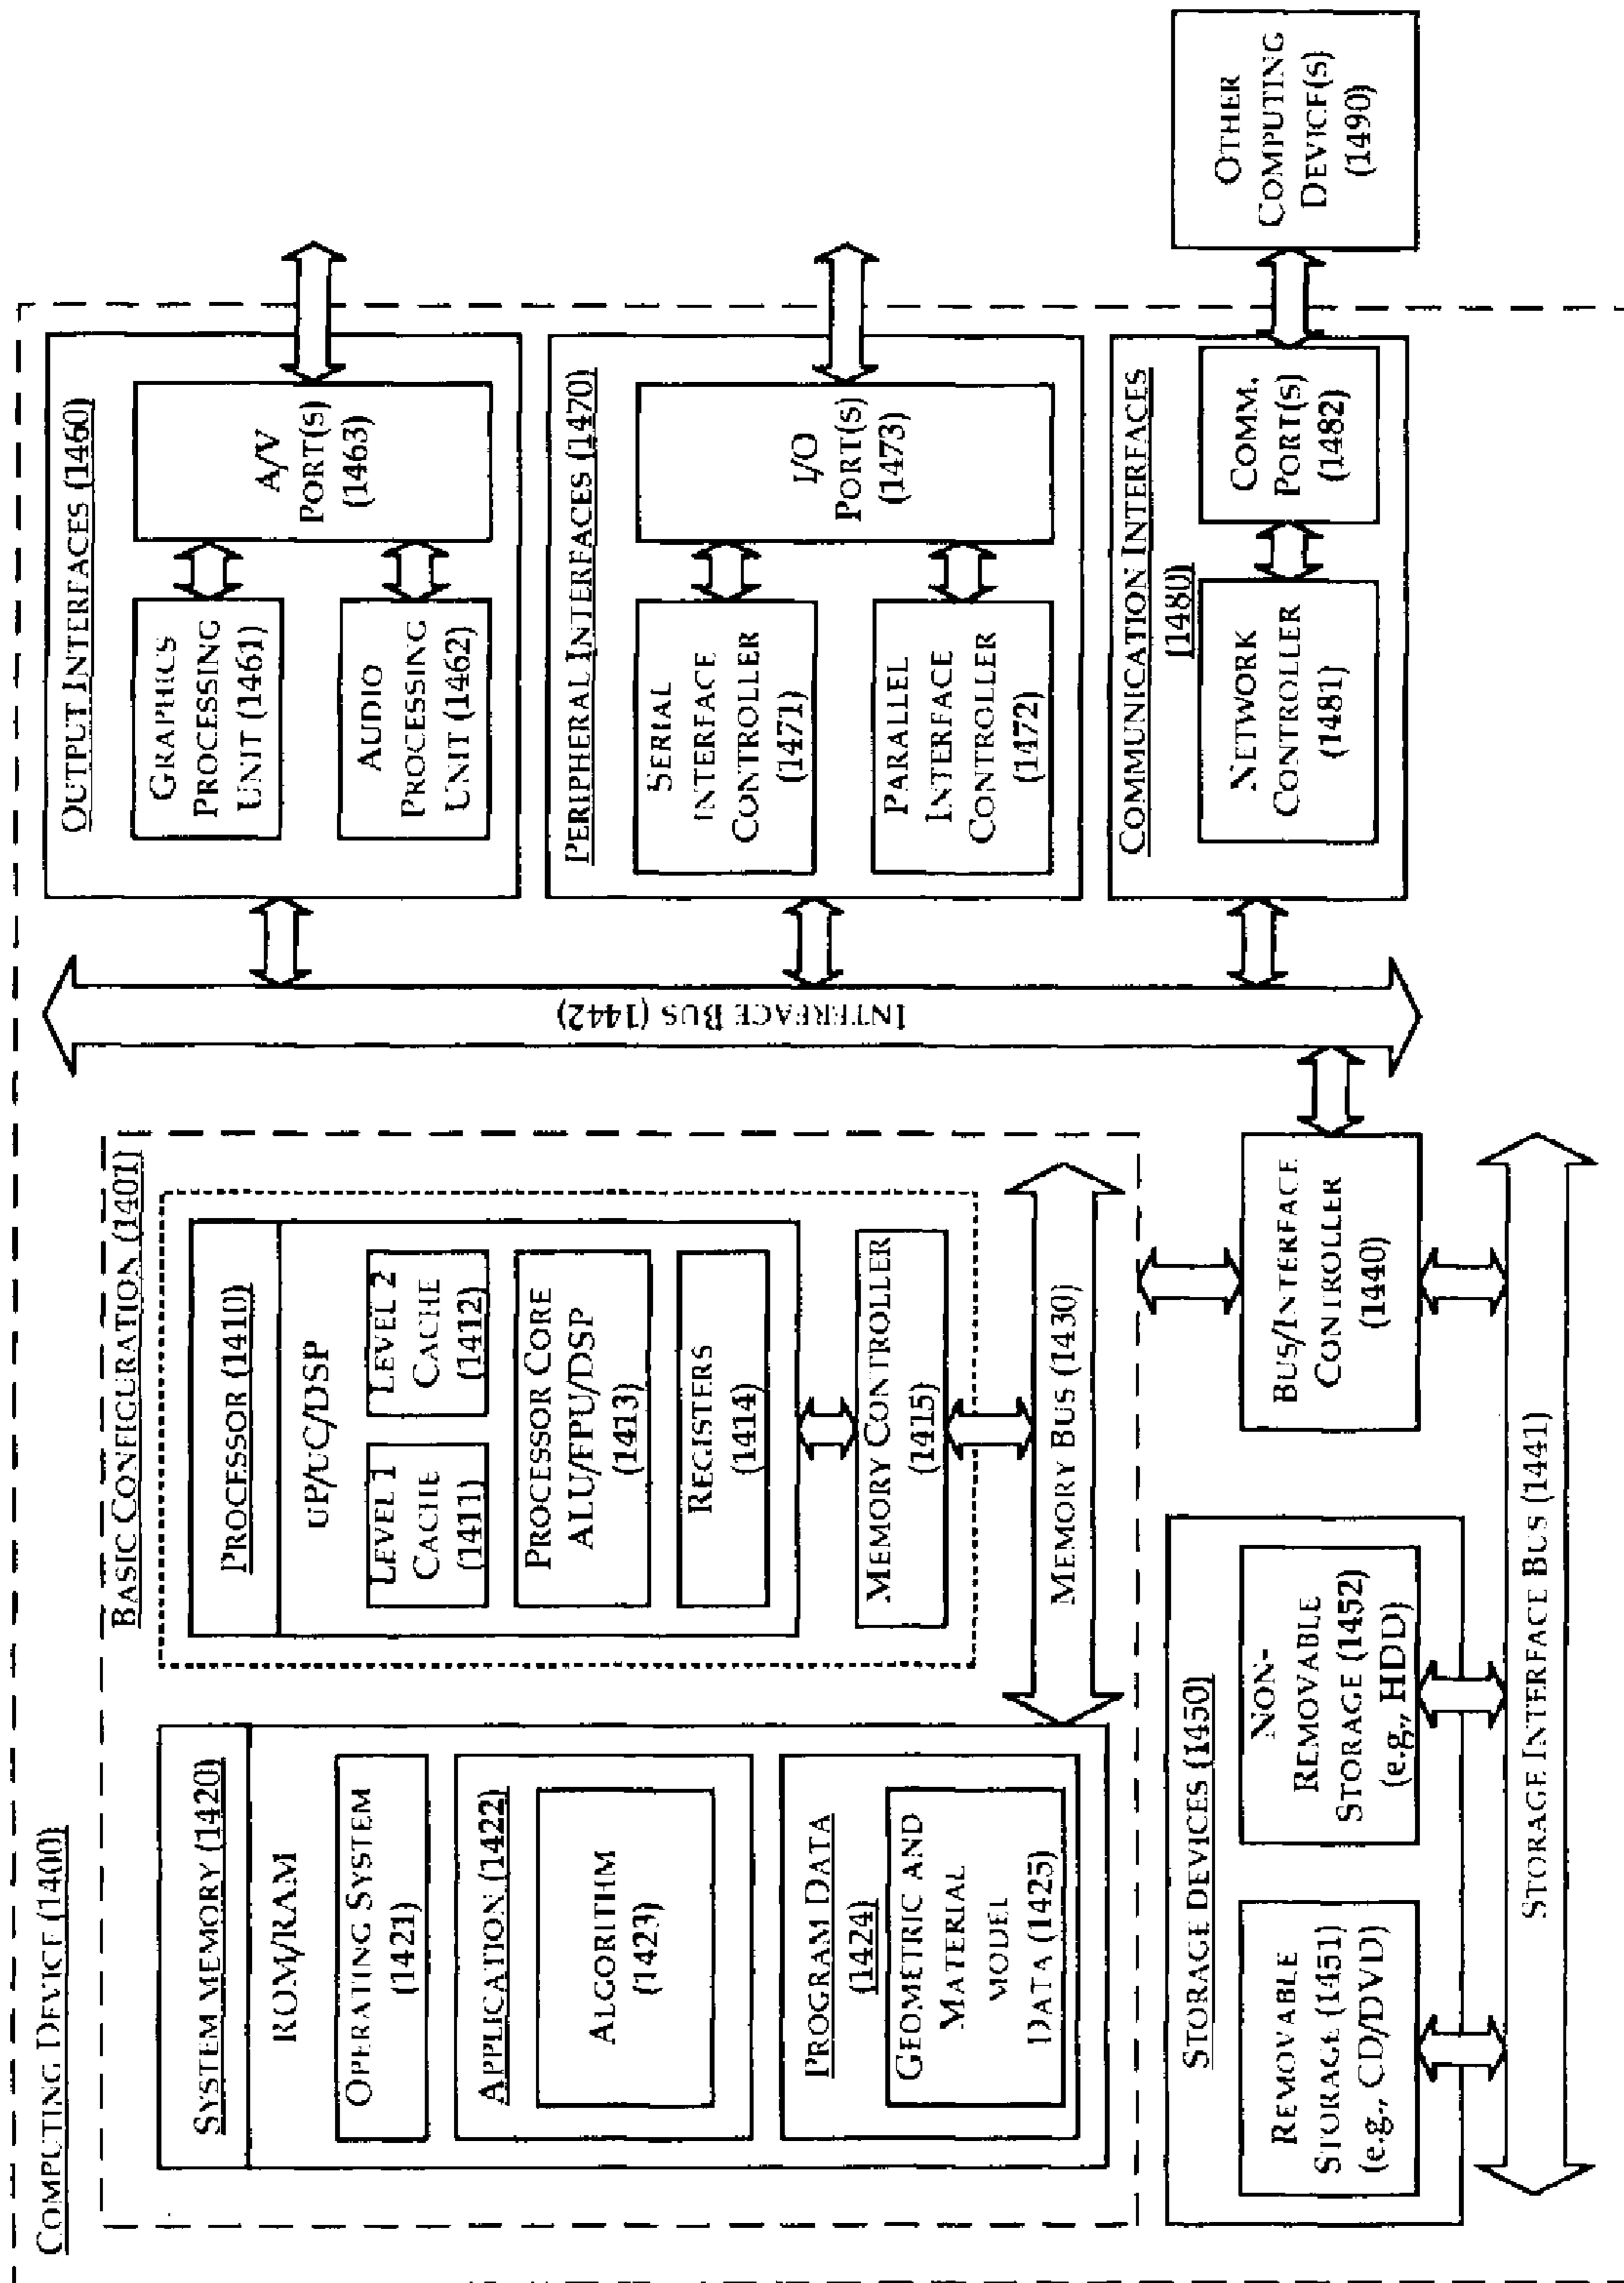 COMPUTING DEVICE (1400)
BASIC CONFIGURATION (1401)
SYSTEM MEMORY (1420)
ROM/RAM
OPERATING SYSTEM
(1421)
APPLICATION (1422)
ALGORITHM
(1423)
PROGRAM DATA
(1424)
GEOMETRIC AND
MATERIAL
MODEL
DATA (1425)
PROCESSOR (1410)
UP/UC/DSP
LEVEL 1
CACHE
(1411)
LEVEL 2
CACHE
(1412)
PROCESSOR CORE
ALU/FPU/DSP
(1413)
REGISTERS
(1414)
MEMORY CONTROLLER
(1415)
MEMORY BUS (1430)
BUS/INTERFACE
CONTROLLER
(1440)
STORAGE DEVICES (1450)
REMOVABLE
STORAGE (1451)
(e.g., CD/DVD)
NON-
REMOVABLE
STORAGE (1452)
(e.g., HDD)
STORAGE INTERFACE BUS (1441)
INTERFACE BUS (1442)
OUTPUT INTERFACES (1460)
GRAPHICS
PROCESSING
UNIT (1461)
AUDIO
PROCESSING
UNIT (1462)
A/V
PORT(S)
(1463)
PERIPHERAL INTERFACES (1470)
SERIAL
INTERFACE
CONTROLLER
(1471)
PARALLEL
INTERFACE
CONTROLLER
(1472)
I/O
PORT(S)
(1473)
COMMUNICATION INTERFACES
(1480)
NETWORK
CONTROLLER
(1481)
COMM.
PORT(S)
(1482)
OTHER
COMPUTING
DEVICE(S)
(1490)